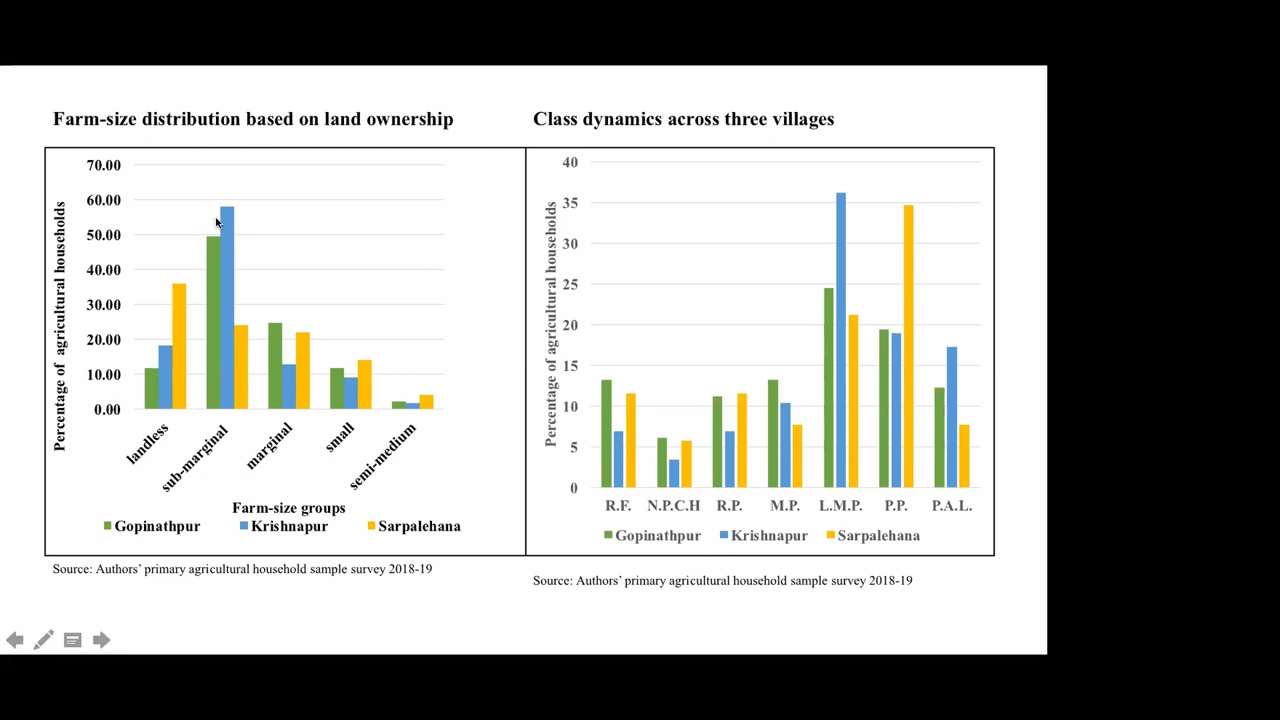 Farm-size distribution based on land ownership
Percentage of agricultural households
70.00
60.00
50.00
40.00
30.00
20.00
10.00
0.00
landless
sub-marginal
marginal
small
semi-medium
Farm-size groups
Gopinathpur Krishnapur Sarpalehana
Source: Authors’ primary agricultural household sample survey 2018-19
Class dynamics across three villages
Percentage of agricultural households
40
35
30
25
20
15
10
5
0
R.F. N.P.C.H R.P. M.P. L.M.P. P.P. P.A.L.
Gopinathpur Krishnapur Sarpalehana
Source: Authors’ primary agricultural household sample survey 2018-19